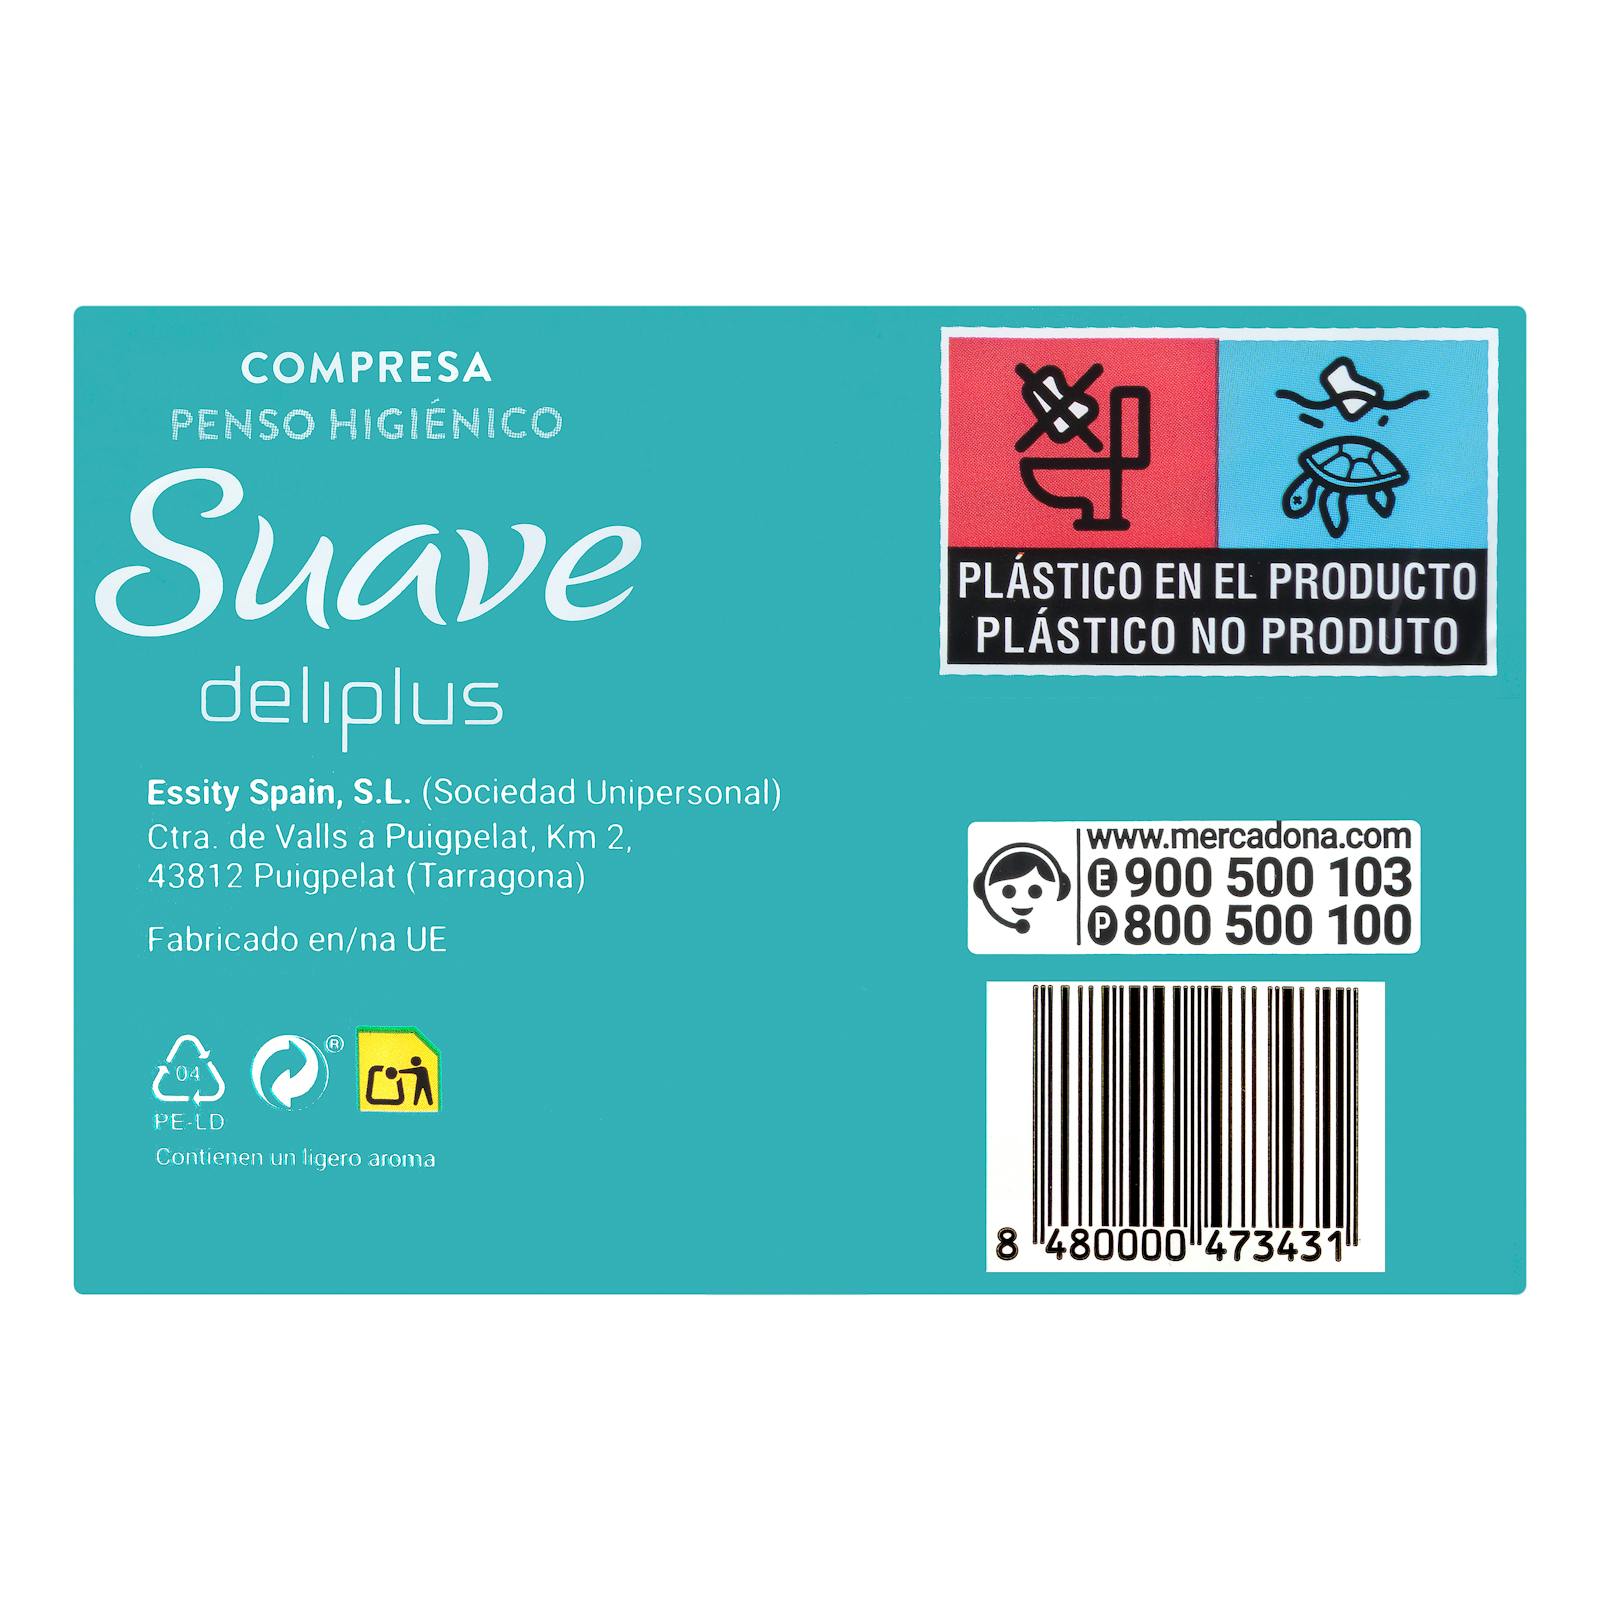 COMPRESA
PENSO HIGIÉNICO
Suave
deliplus
Essity Spain, S.L. (Sociedad Unipersonal)
Ctra. de Valls a Puigpelat, Km 2,
43812 Puigpelat (Tarragona)
Fabricado en/na UE
04
PE-LD
®
Contienen un ligero aroma
PLÁSTICO EN EL PRODUCTO
PLÁSTICO NO PRODUTO
www.mercadona.com
E 900 500 103
P 800 500 100
8 480000 473431